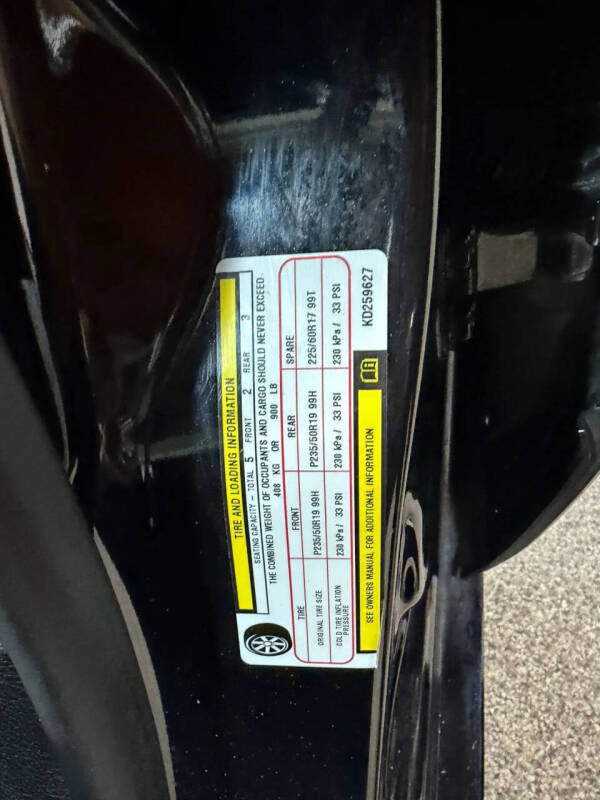 TIRE AND LOADING INFORMATION
SEATING CAPACITY - TOTAL 5 FRONT 2 REAR 3
THE COMBINED WEIGHT OF OCCUPANTS AND CARGO SHOULD NEVER EXCEED-
408 KG OR 900 LB
TIRE FRONT REAR SPARE
ORIGINAL TIRE SIZE P235/50R19 99H P235/50R19 99H 225/60R17 99T
COLD TIRE INFLATION PRESSURE 230 kPa / 33 PSI 230 kPa / 33 PSI 230 kPa / 33 PSI
SEE OWNERS MANUAL FOR ADDITIONAL INFORMATION
KD259627